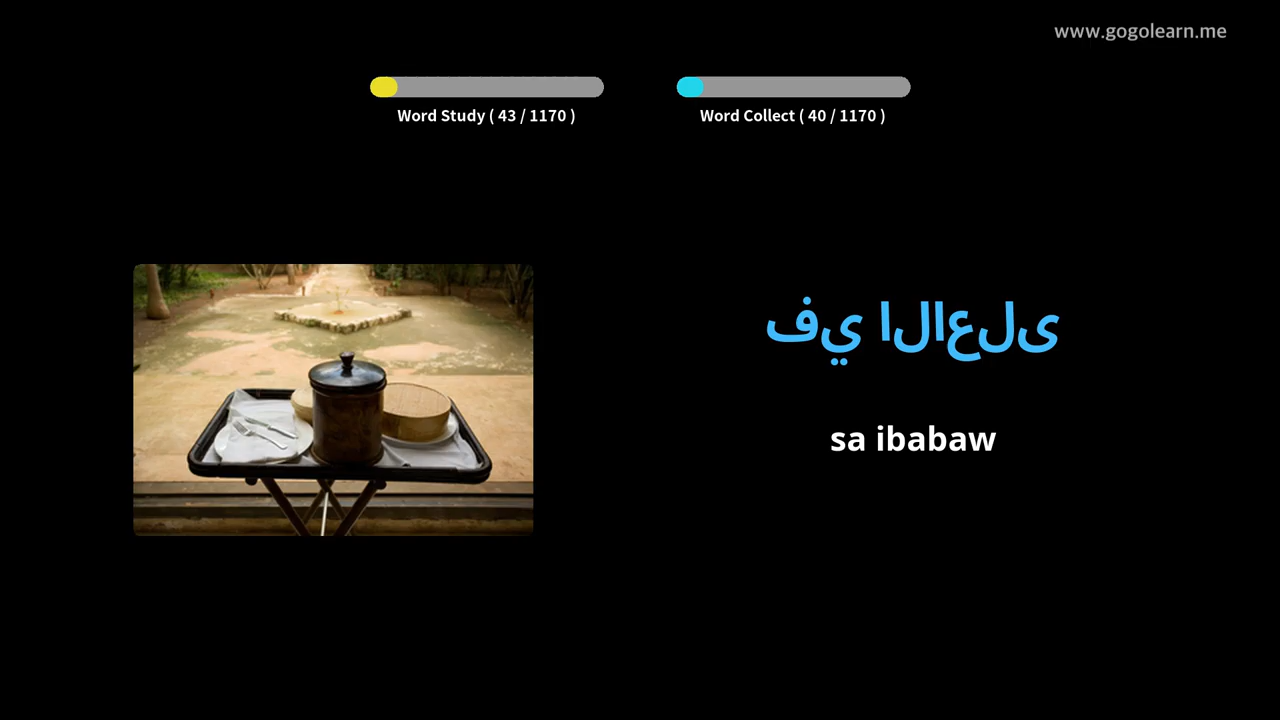 www.gogolearn.me
Word Study ( 43 / 1170 )
Word Collect ( 40 / 1170 )
في الاعلى
sa ibabaw